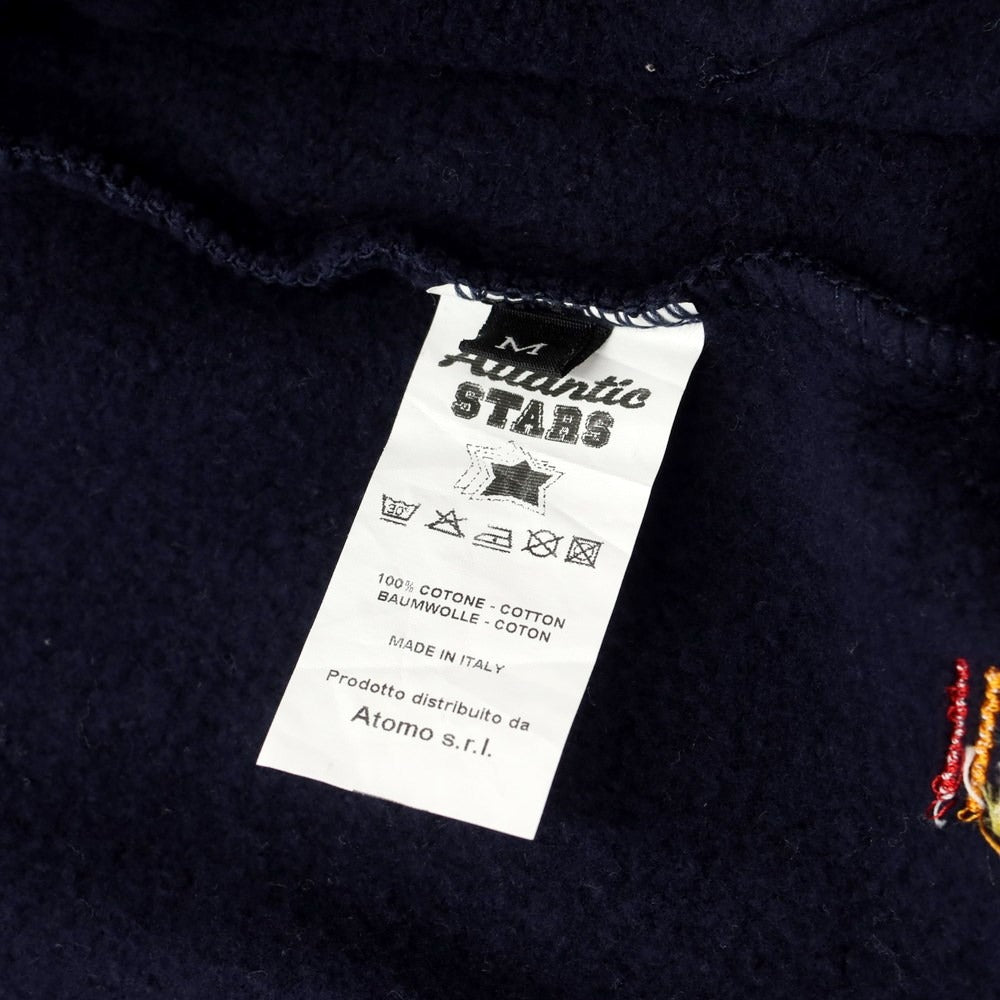 M
Atlantic
STARS
30°
100% COTONE - COTTON
BAUMWOLLE - COTON
MADE IN ITALY
Prodotto distribuito da
Atomo s.r.l.